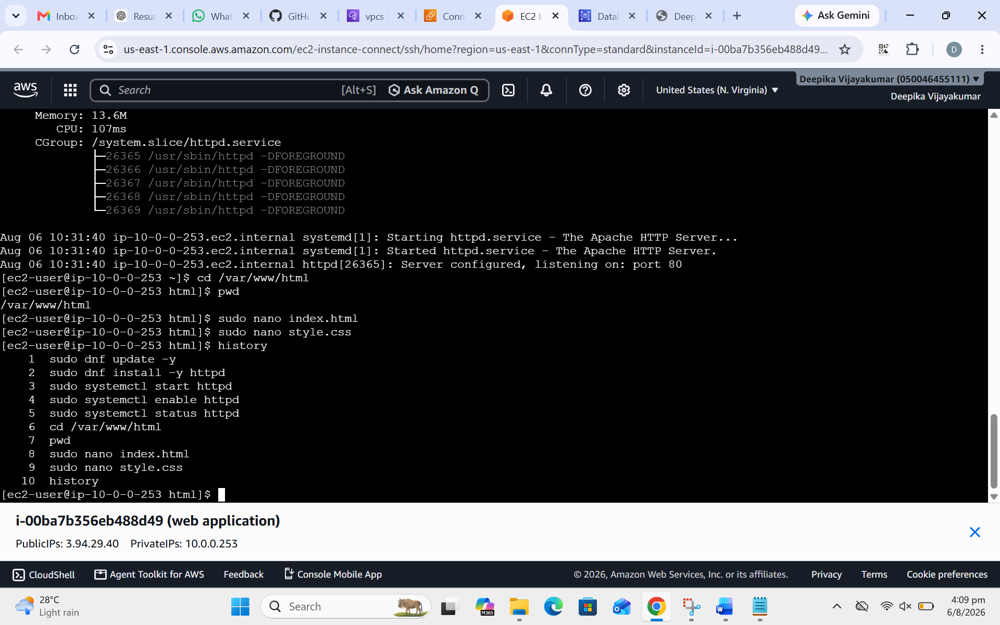 Inbox
Resur
What
GitHu
vpcs
Conn
EC2 I
Datal
Deep
Ask Gemini
us-east-1.console.aws.amazon.com/ec2-instance-connect/ssh/home?region=us-east-1&connType=standard&instanceId=i-00ba7b356eb488d49...
D
aws
Search
[Alt+S]
Ask Amazon Q
United States (N. Virginia)
Deepika Vijayakumar (050046455111)
Deepika Vijayakumar
Memory: 13.6M
CPU: 107ms
CGroup: /system.slice/httpd.service
├─26365 /usr/sbin/httpd -DFOREGROUND
├─26366 /usr/sbin/httpd -DFOREGROUND
├─26367 /usr/sbin/httpd -DFOREGROUND
├─26368 /usr/sbin/httpd -DFOREGROUND
└─26369 /usr/sbin/httpd -DFOREGROUND
Aug 06 10:31:40 ip-10-0-0-253.ec2.internal systemd[1]: Starting httpd.service - The Apache HTTP Server...
Aug 06 10:31:40 ip-10-0-0-253.ec2.internal systemd[1]: Started httpd.service - The Apache HTTP Server.
Aug 06 10:31:40 ip-10-0-0-253.ec2.internal httpd[26365]: Server configured, listening on: port 80
[ec2-user@ip-10-0-0-253 ~]$ cd /var/www/html
[ec2-user@ip-10-0-0-253 html]$ pwd
/var/www/html
[ec2-user@ip-10-0-0-253 html]$ sudo nano index.html
[ec2-user@ip-10-0-0-253 html]$ sudo nano style.css
[ec2-user@ip-10-0-0-253 html]$ history
1 sudo dnf update -y
2 sudo dnf install -y httpd
3 sudo systemctl start httpd
4 sudo systemctl enable httpd
5 sudo systemctl status httpd
6 cd /var/www/html
7 pwd
8 sudo nano index.html
9 sudo nano style.css
10 history
[ec2-user@ip-10-0-0-253 html]$
i-00ba7b356eb488d49 (web application)
PublicIPs: 3.94.29.40 PrivateIPs: 10.0.0.253
CloudShell
Agent Toolkit for AWS
Feedback
Console Mobile App
© 2026, Amazon Web Services, Inc. or its affiliates.
Privacy
Terms
Cookie preferences
28°C
Light rain
Search
M365
4:09 pm
6/8/2026